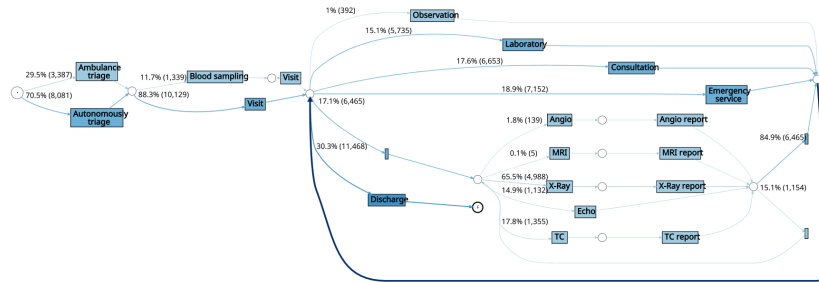 1% (392)
Observation
15.1% (5,735)
Laboratory
17.6% (6,653)
Consultation
29.5% (3,387)
Ambulance
triage
11.7% (1,339)
Blood sampling
Visit
70.5% (8,081)
88.3% (10,129)
Autonomously
triage
Visit
18.9% (7,152)
Emergency
service
17.1% (6,465)
1.8% (139)
Angio
Angio report
84.9% (6,465)
30.3% (11,468)
0.1% (5)
MRI
MRI report
65.5% (4,988)
X-Ray
X-Ray report
14.9% (1,132)
15.1% (1,154)
Discharge
Echo
17.8% (1,355)
TC
TC report